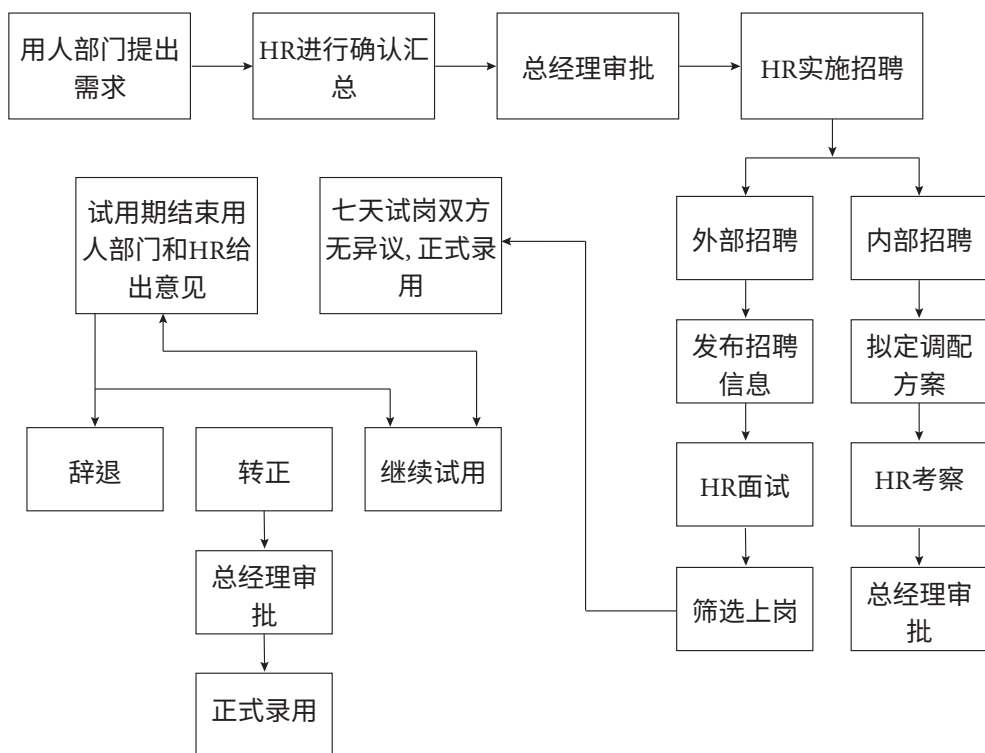 用人部门提出
需求
HR进行确认汇
总
总经理审批
HR实施招聘
试用期结束用
人部门和HR给
出意见
七天试岗双方
无异议, 正式录
用
外部招聘
内部招聘
发布招聘
信息
拟定调配
方案
辞退
转正
继续试用
HR面试
HR考察
总经理审
批
筛选上岗
总经理审
批
正式录用